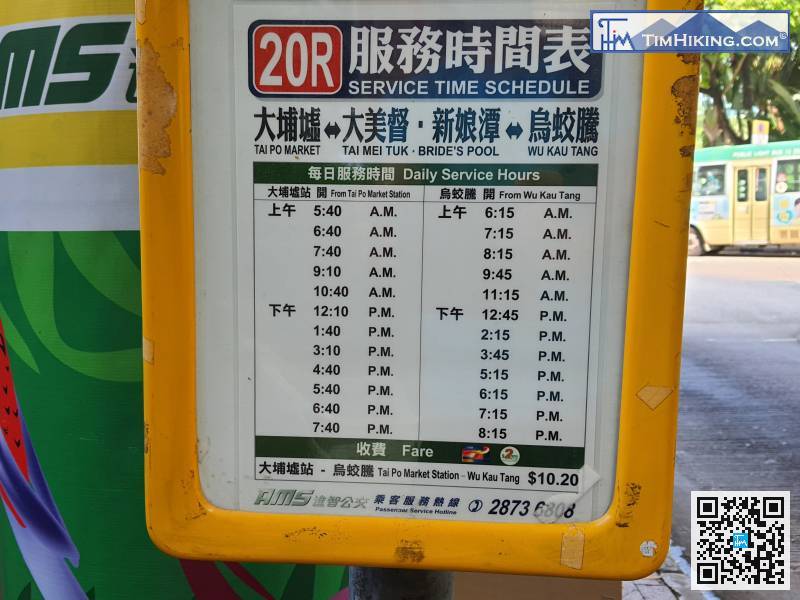 TIMHIKING.COM
AMS
20R 服務時間表
SERVICE TIME SCHEDULE
大埔墟 ⬌ 大美督 · 新娘潭 ⬌ 烏蛟騰
TAI PO MARKET TAI MEI TUK · BRIDE'S POOL WU KAU TANG
每日服務時間 Daily Service Hours
大埔墟站 開 From Tai Po Market Station 烏蛟騰 開 From Wu Kau Tang
上午 5:40 A.M. 上午 6:15 A.M.
6:40 A.M. 7:15 A.M.
7:40 A.M. 8:15 A.M.
9:10 A.M. 9:45 A.M.
10:40 A.M. 11:15 A.M.
下午 12:10 P.M. 下午 12:45 P.M.
1:40 P.M. 2:15 P.M.
3:10 P.M. 3:45 P.M.
4:40 P.M. 5:15 P.M.
5:40 P.M. 6:15 P.M.
6:40 P.M. 7:15 P.M.
7:40 P.M. 8:15 P.M.
收費 Fare
大埔墟站 - 烏蛟騰 Tai Po Market Station - Wu Kau Tang $10.20
AMS 進智公交 乘客服務熱線 2873 6808
Passenger Service Hotline